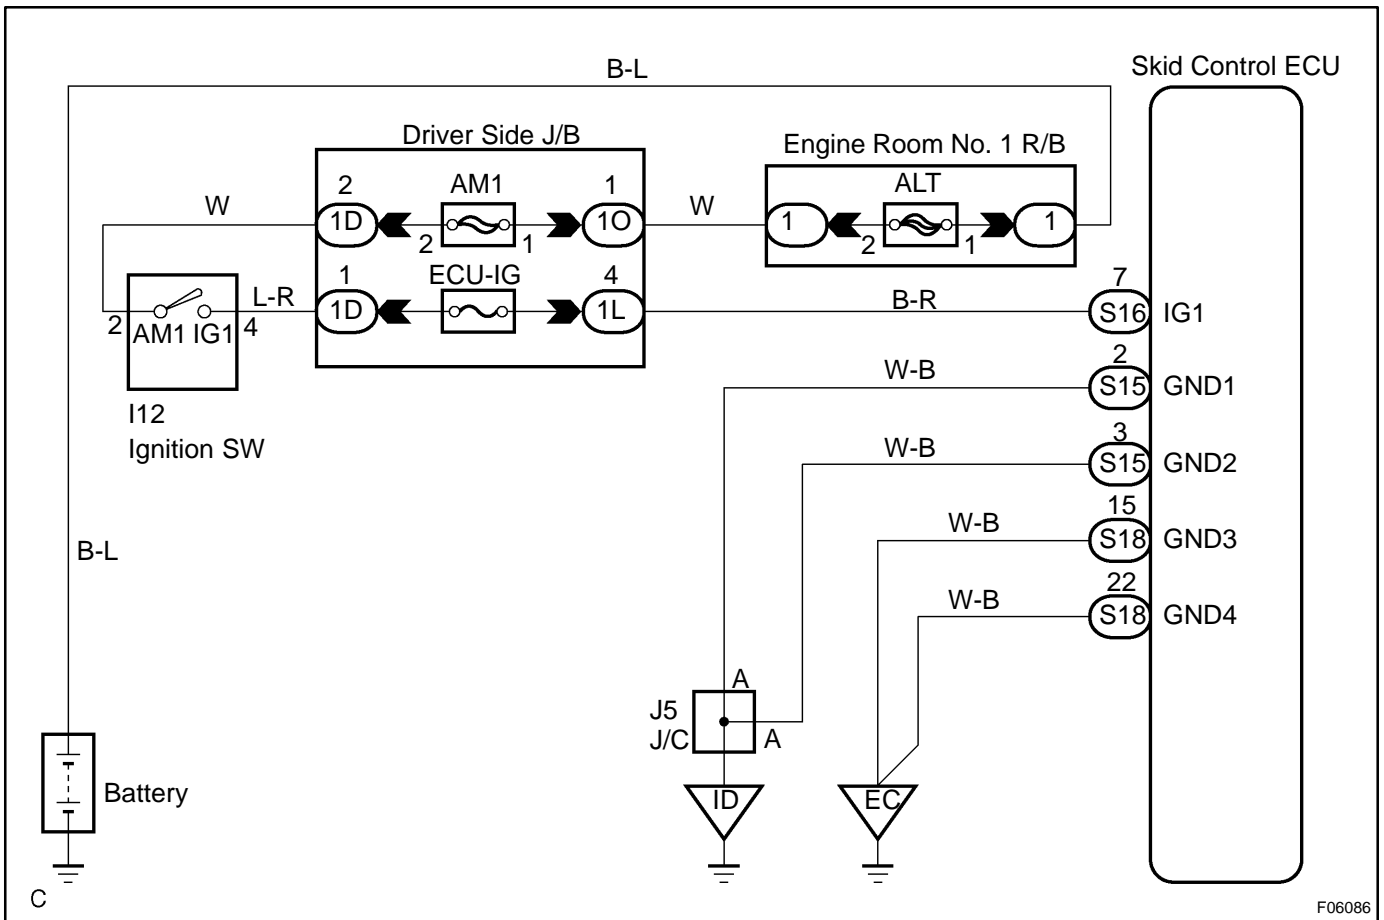 B-L
Skid Control ECU
Driver Side J/B
Engine Room No. 1 R/B
2 AM1 1
ALT
W
1D
2
1
1O
W
1
2
1
1
1 ECU-IG 4
7
L-R
1D
1L
B-R
S16 IG1
2
AM1 IG1
4
2
W-B
S15 GND1
I12
Ignition SW
3
W-B
S15 GND2
15
W-B
S18 GND3
B-L
22
W-B
S18 GND4
A
J5
J/C
A
Battery
ID
EC
C
F06086